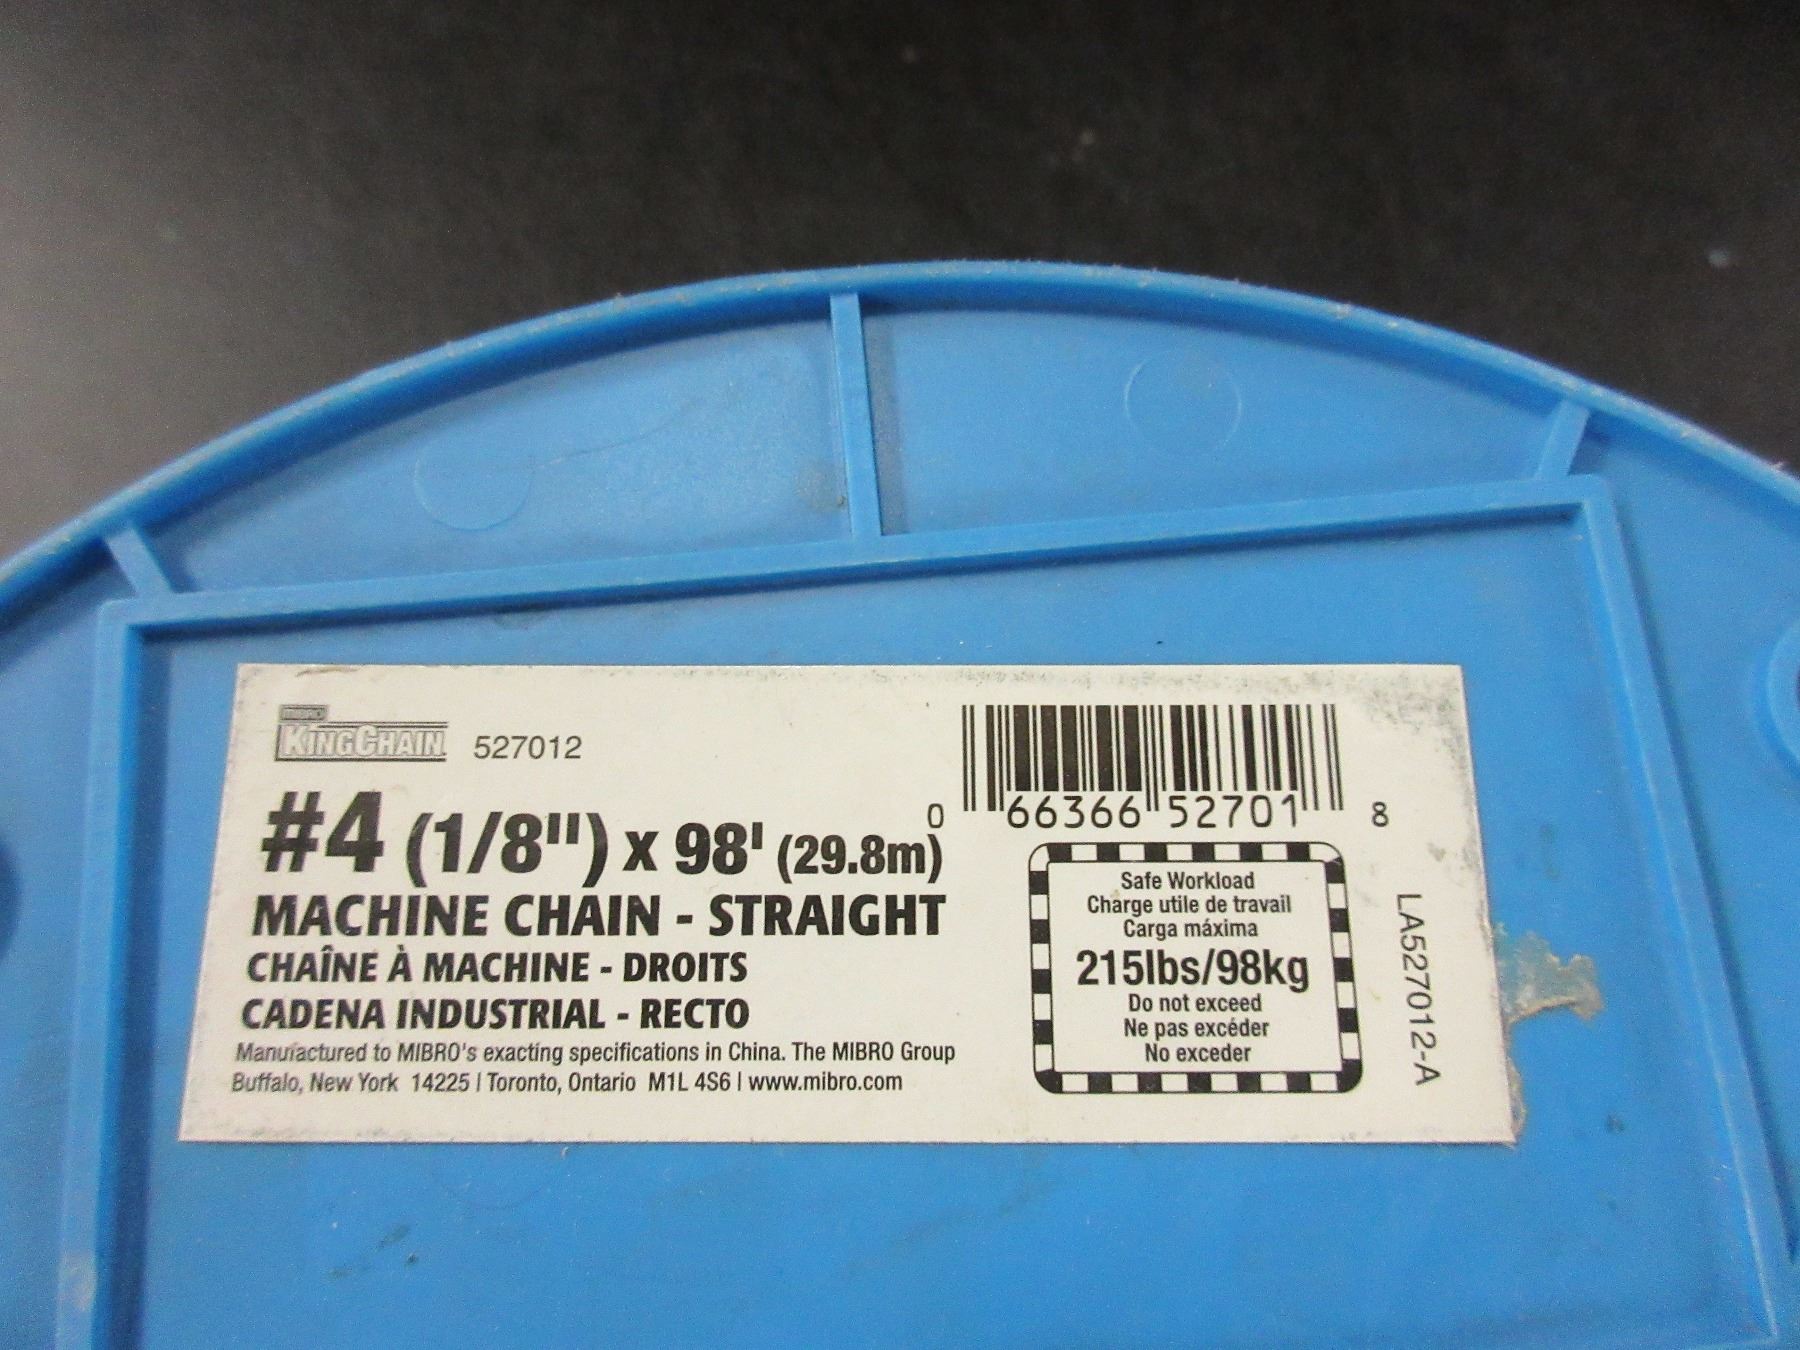 MIBRO
KINGCHAIN
527012
#4 (1/8") x 98' (29.8m)
MACHINE CHAIN - STRAIGHT
CHAÎNE À MACHINE - DROITS
CADENA INDUSTRIAL - RECTO
Manufactured to MIBRO's exacting specifications in China. The MIBRO Group
Buffalo, New York 14225 | Toronto, Ontario M1L 4S6 | www.mibro.com
0 66366 52701 8
Safe Workload
Charge utile de travail
Carga máxima
215lbs/98kg
Do not exceed
Ne pas excéder
No exceder
LA527012-A